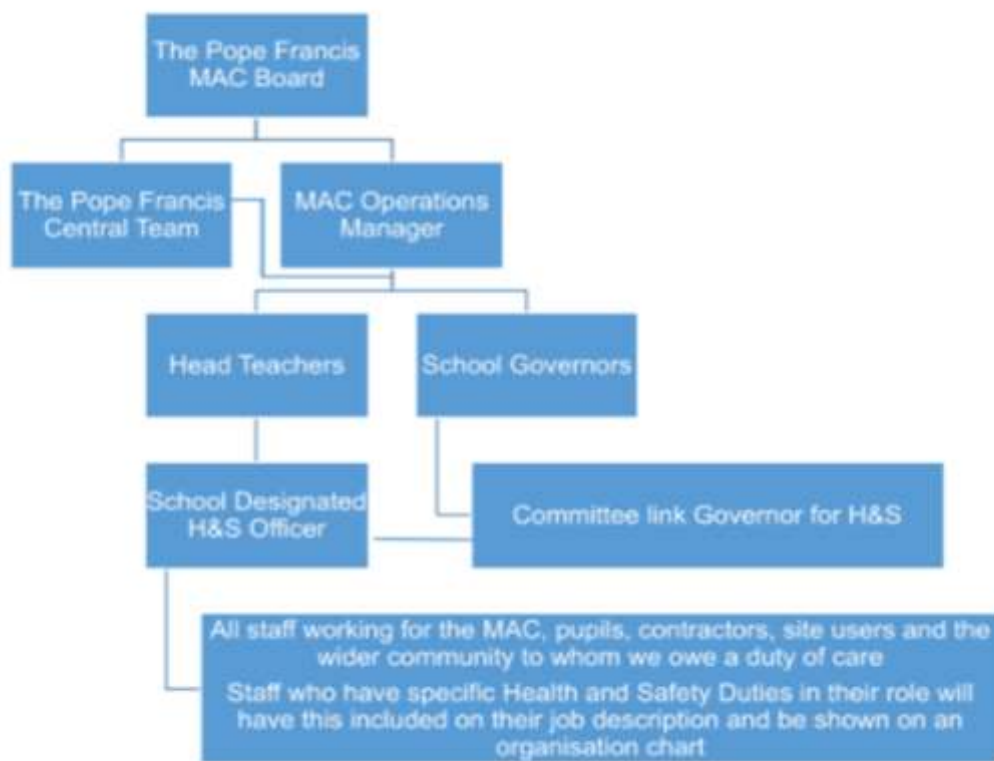 The Pope Francis
MAC Board
The Pope Francis
Central Team
MAC Operations
Manager
Head Teachers
School Governors
School Designated
H&S Officer
Committee link Governor for H&S
All staff working for the MAC, pupils, contractors, site users and the
wider community to whom we owe a duty of care
Staff who have specific Health and Safety Duties in their role will
have this included on their job description and be shown on an
organisation chart